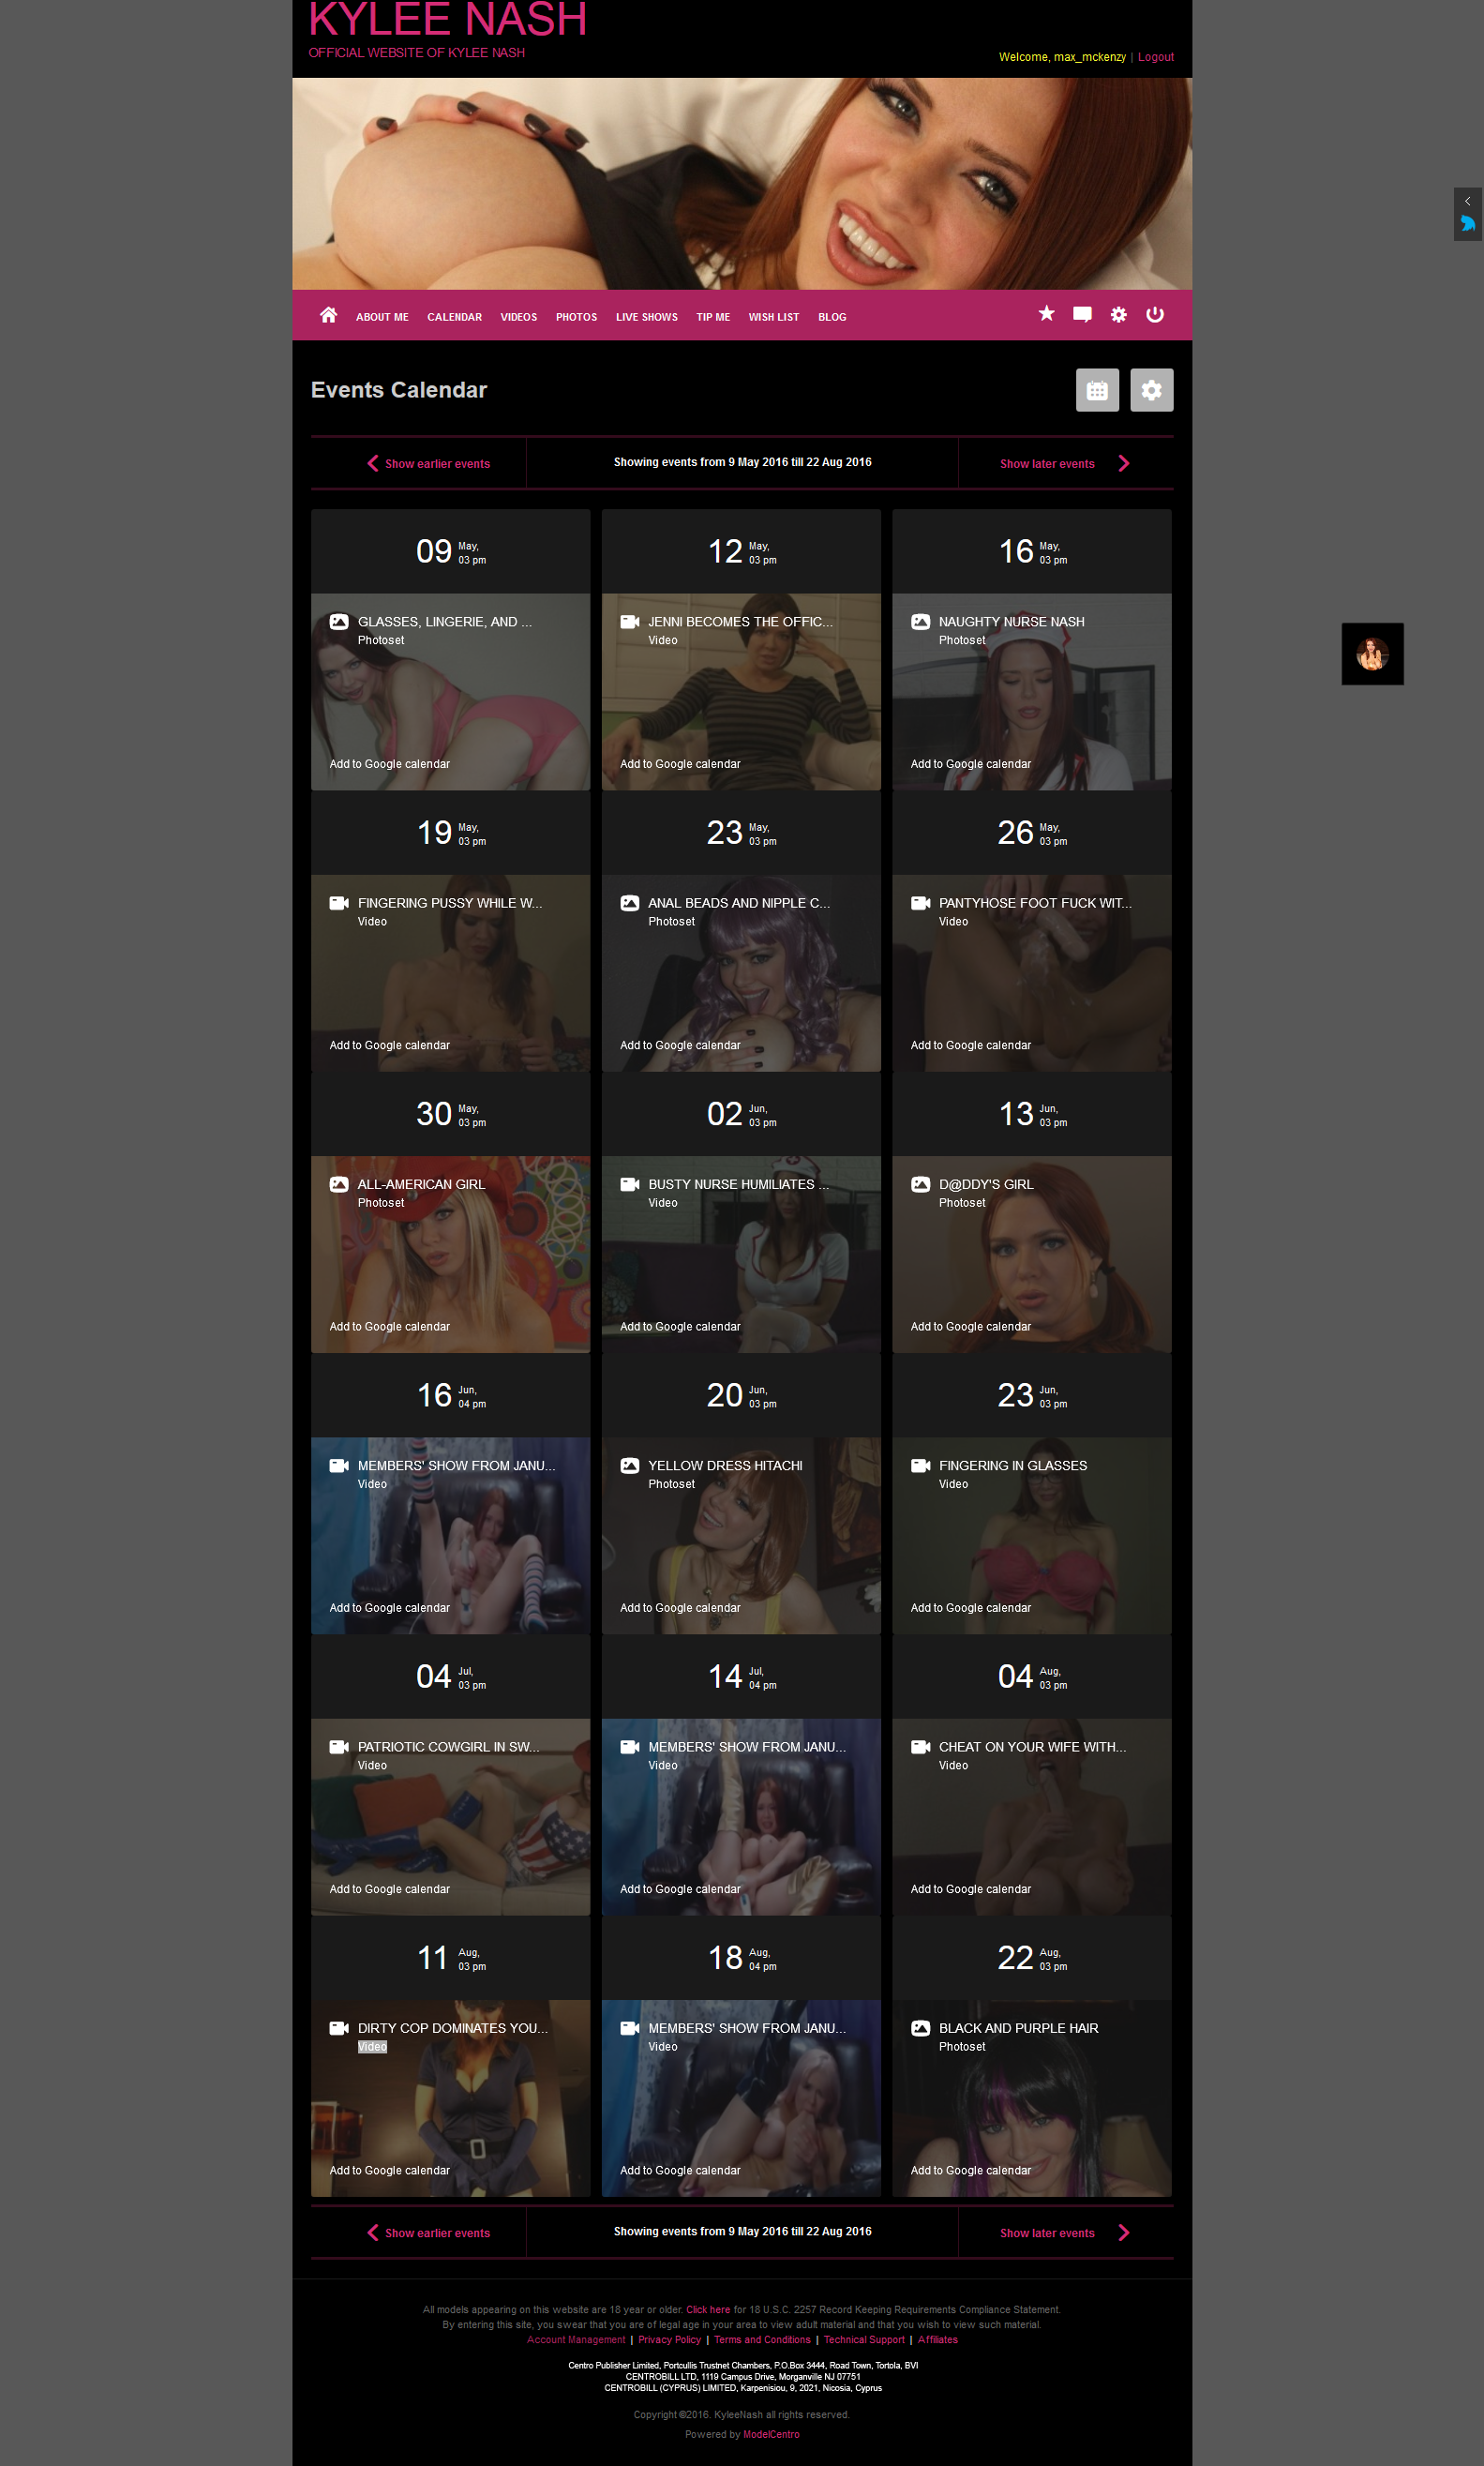 KYLEE NASH
OFFICIAL WEBSITE OF KYLEE NASH
Welcome, max_mckenzy | Logout
ABOUT ME CALENDAR VIDEOS PHOTOS LIVE SHOWS TIP ME WISH LIST BLOG
Events Calendar
Show earlier events
Showing events from 9 May 2016 till 22 Aug 2016
Show later events
09 May,
03 pm
GLASSES, LINGERIE, AND ...
Photoset
Add to Google calendar
12 May,
03 pm
JENNI BECOMES THE OFFIC...
Video
Add to Google calendar
16 May,
03 pm
NAUGHTY NURSE NASH
Photoset
Add to Google calendar
19 May,
03 pm
FINGERING PUSSY WHILE W...
Video
Add to Google calendar
23 May,
03 pm
ANAL BEADS AND NIPPLE C...
Photoset
Add to Google calendar
26 May,
03 pm
PANTYHOSE FOOT FUCK WIT...
Video
Add to Google calendar
30 May,
03 pm
ALL-AMERICAN GIRL
Photoset
Add to Google calendar
02 Jun,
03 pm
BUSTY NURSE HUMILIATES ...
Video
Add to Google calendar
13 Jun,
03 pm
D@DDY'S GIRL
Photoset
Add to Google calendar
16 Jun,
04 pm
MEMBERS' SHOW FROM JANU...
Video
Add to Google calendar
20 Jun,
03 pm
YELLOW DRESS HITACHI
Photoset
Add to Google calendar
23 Jun,
03 pm
FINGERING IN GLASSES
Video
Add to Google calendar
04 Jul,
03 pm
PATRIOTIC COWGIRL IN SW...
Video
Add to Google calendar
14 Jul,
04 pm
MEMBERS' SHOW FROM JANU...
Video
Add to Google calendar
04 Aug,
03 pm
CHEAT ON YOUR WIFE WITH...
Video
Add to Google calendar
11 Aug,
03 pm
DIRTY COP DOMINATES YOU...
Video
Add to Google calendar
18 Aug,
04 pm
MEMBERS' SHOW FROM JANU...
Video
Add to Google calendar
22 Aug,
03 pm
BLACK AND PURPLE HAIR
Photoset
Add to Google calendar
Show earlier events
Showing events from 9 May 2016 till 22 Aug 2016
Show later events
All models appearing on this website are 18 year or older. Click here for 18 U.S.C. 2257 Record Keeping Requirements Compliance Statement.
By entering this site, you swear that you are of legal age in your area to view adult material and that you wish to view such material.
Account Management | Privacy Policy | Terms and Conditions | Technical Support | Affiliates
Centro Publisher Limited, Portcullis Trustnet Chambers, P.O.Box 3444, Road Town, Tortola, BVI
CENTROBILL LTD, 1119 Campus Drive, Morganville NJ 07751
CENTROBILL (CYPRUS) LIMITED, Karpenisiou, 9, 2021, Nicosia, Cyprus
Copyright ©2016. KyleeNash all rights reserved.
Powered by ModelCentro